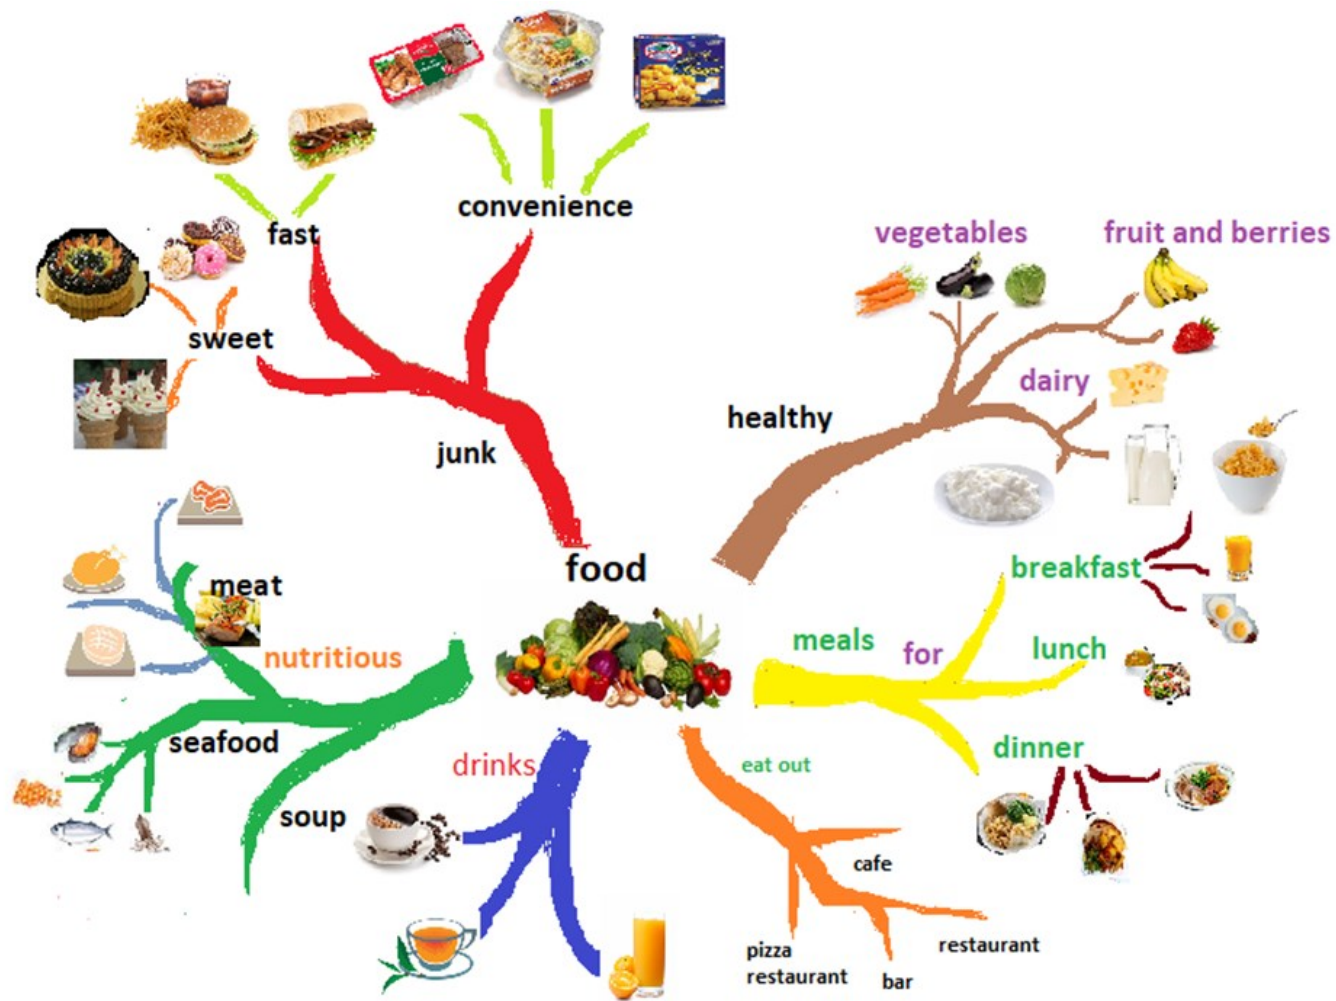 convenience
fast
vegetables
fruit and berries
sweet
dairy
healthy
junk
food
breakfast
meat
meals
for
lunch
nutritious
seafood
drinks
eat out
dinner
soup
cafe
pizza
restaurant
restaurant
bar